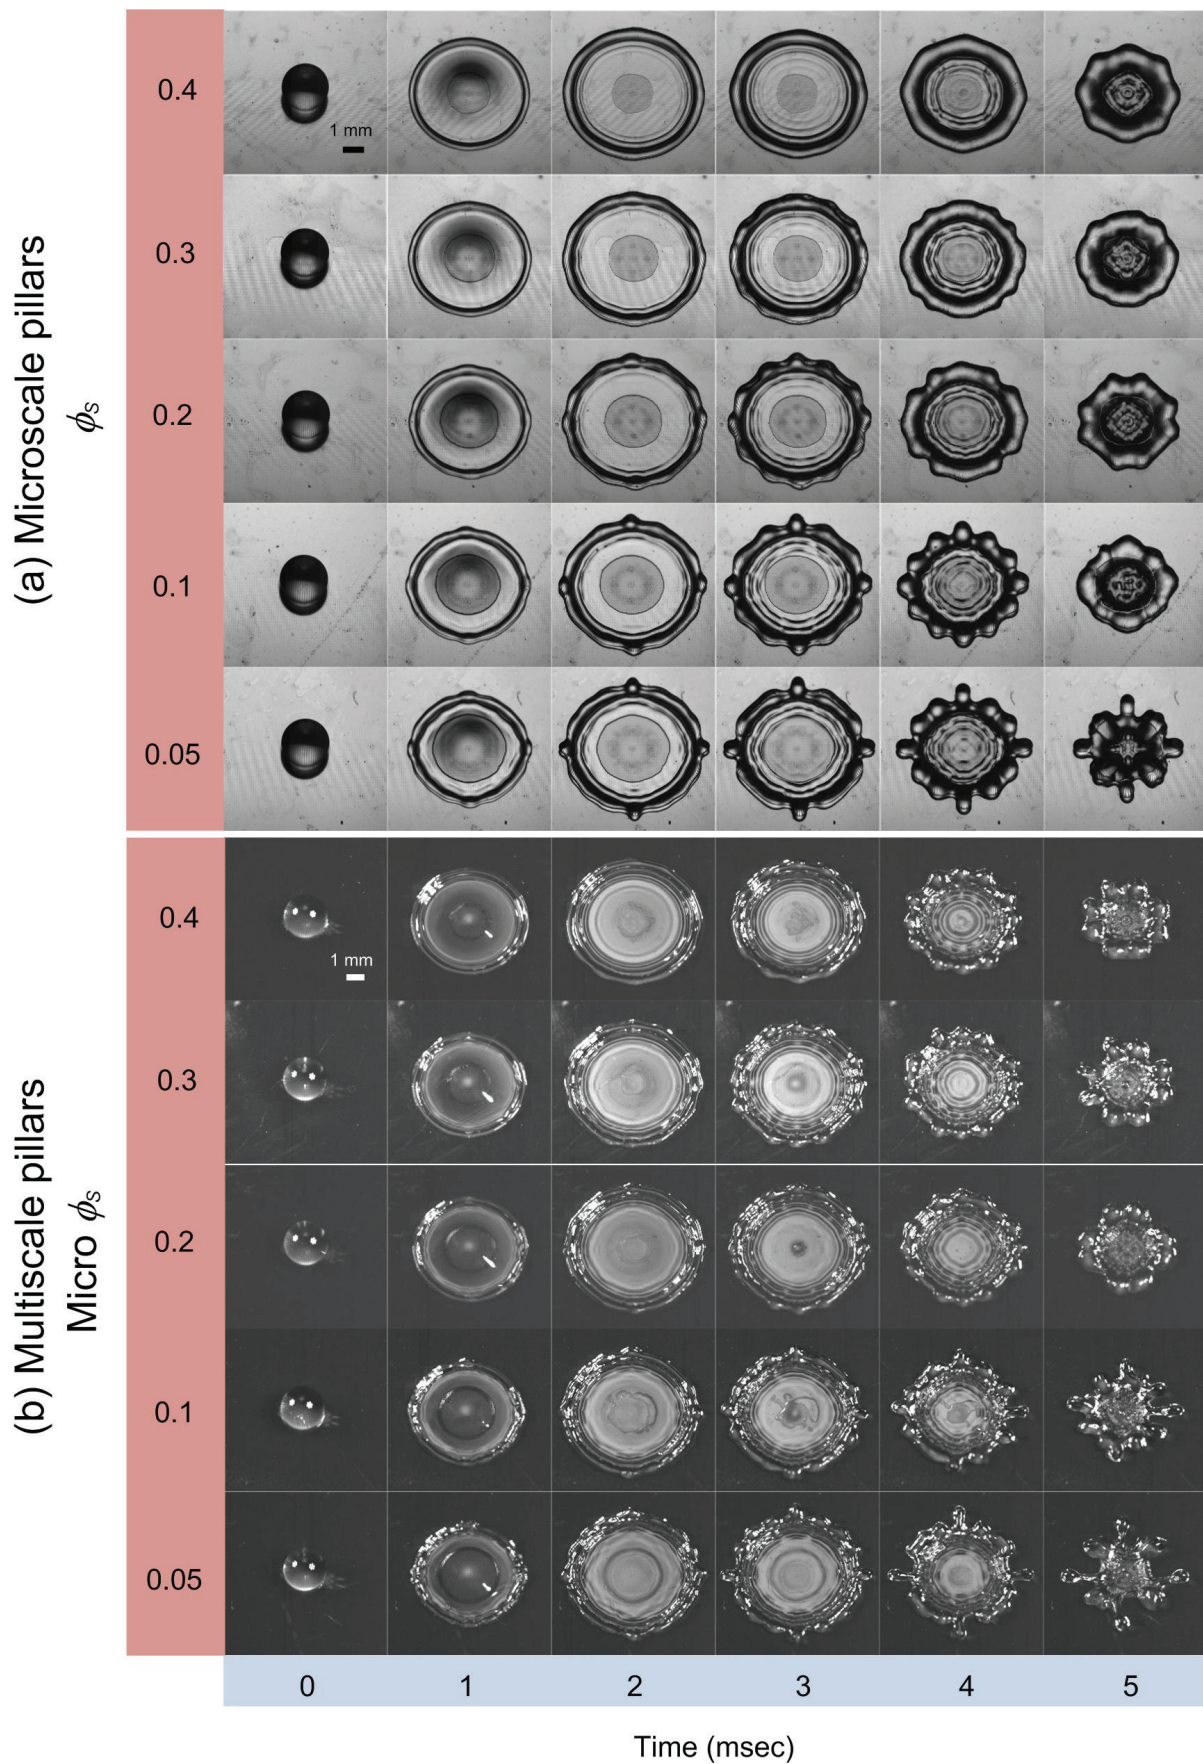 (a) Microscale pillars
ϕs
0.4
1 mm
0.3
0.2
0.1
0.05
(b) Multiscale pillars
Micro ϕs
0.4
1 mm
0.3
0.2
0.1
0.05
0 1 2 3 4 5
Time (msec)